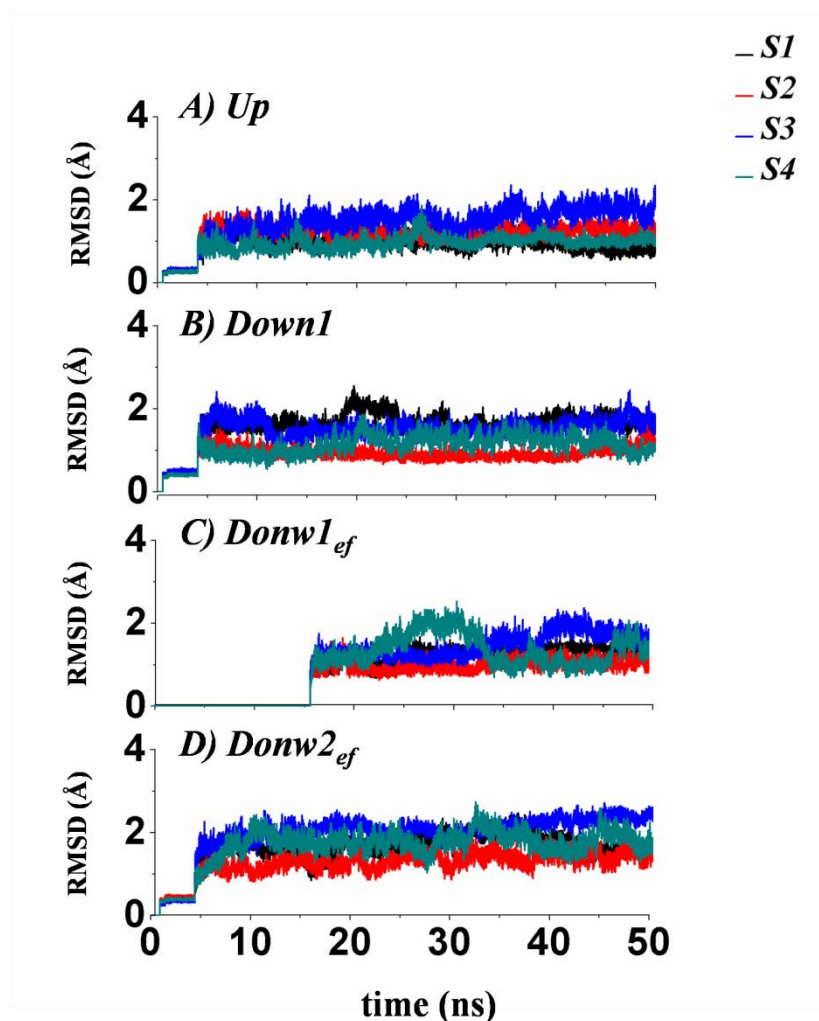 S1
S2
S3
S4
A) Up
4
2
0
RMSD (Å)
B) Down1
4
2
0
RMSD (Å)
C) Donw1ef
4
2
0
RMSD (Å)
D) Donw2ef
4
2
0
RMSD (Å)
0 10 20 30 40 50
time (ns)